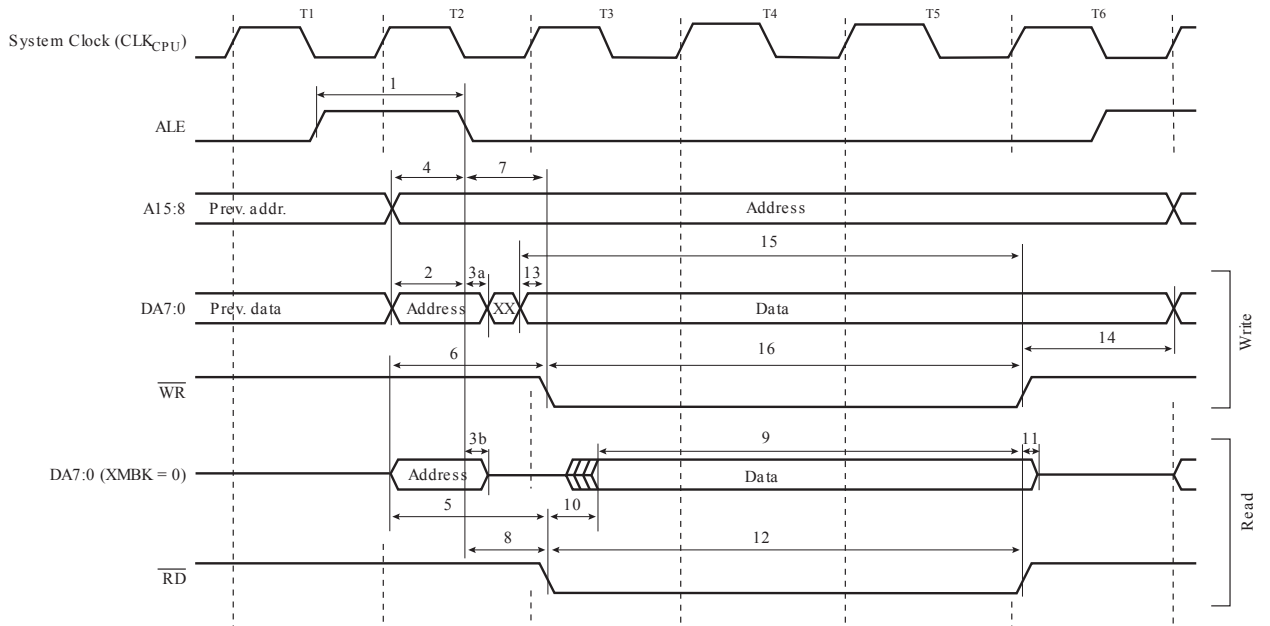 T1 T2 T3 T4 T5 T6
System Clock (CLKCPU)
1
ALE
4 7
A15:8 Prev. addr. Address
15
2 3a 13
DA7:0 Prev. data Address XX Data
14
Write
6 16
WR
3b 9 11
DA7:0 (XMBK = 0) Address Data
5 10
Read
8 12
RD